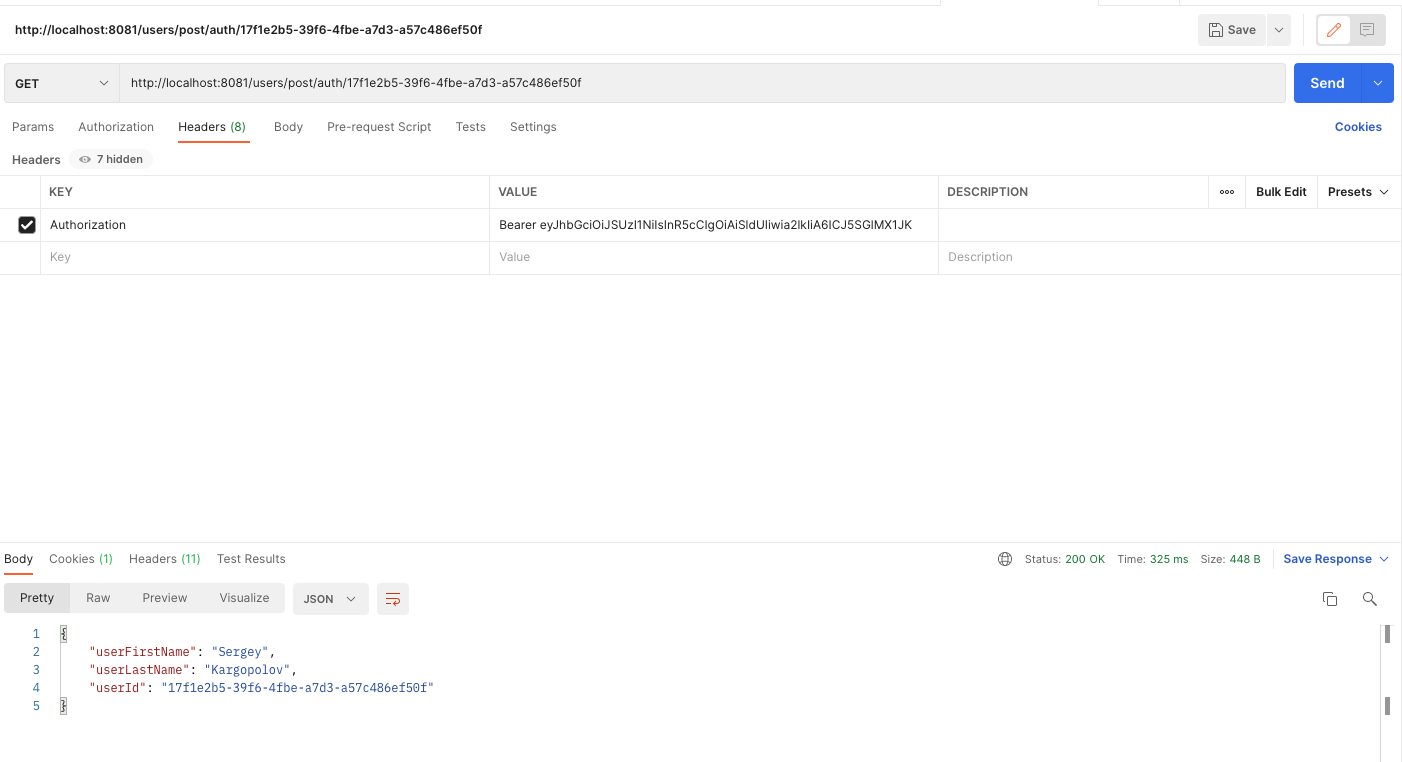 http://localhost:8081/users/post/auth/17f1e2b5-39f6-4fbe-a7d3-a57c486ef50f
Save
GET
http://localhost:8081/users/post/auth/17f1e2b5-39f6-4fbe-a7d3-a57c486ef50f
Send
Params Authorization Headers (8) Body Pre-request Script Tests Settings Cookies
Headers 7 hidden
KEY VALUE DESCRIPTION ooo Bulk Edit Presets
Authorization Bearer eyJhbGciOiJSUzI1NiIsInR5cCIgOiAiSldUIiwia2lkIiA6ICJ5SGlMX1JK
Key Value Description
Body Cookies (1) Headers (11) Test Results Status: 200 OK Time: 325 ms Size: 448 B Save Response
Pretty Raw Preview Visualize JSON
1 {
2 "userFirstName": "Sergey",
3 "userLastName": "Kargopolov",
4 "userId": "17f1e2b5-39f6-4fbe-a7d3-a57c486ef50f"
5 }